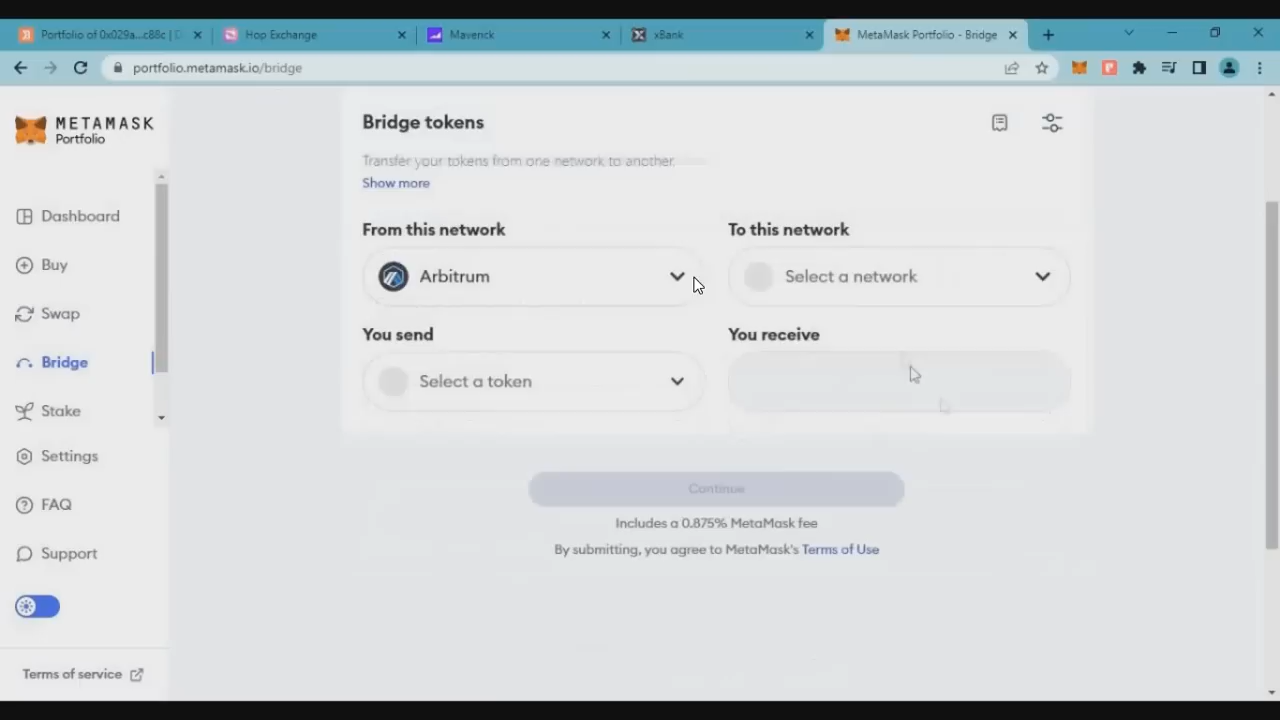 Portfolio of 0x029a...c88c | D
Hop Exchange
Maverick
xBank
MetaMask Portfolio - Bridge
portfolio.metamask.io/bridge
METAMASK
Portfolio
Dashboard
Buy
Swap
Bridge
Stake
Settings
FAQ
Support
Terms of service
Bridge tokens
Transfer your tokens from one network to another.
Show more
From this network
To this network
Arbitrum
Select a network
You send
You receive
Select a token
Continue
Includes a 0.875% MetaMask fee
By submitting, you agree to MetaMask's Terms of Use